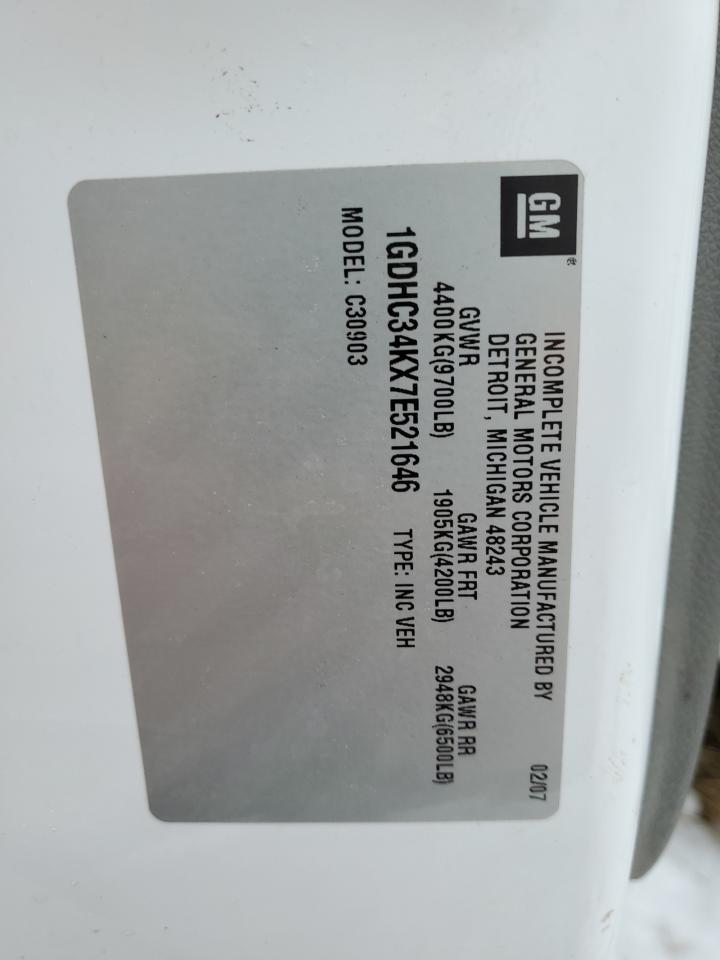 GM
INCOMPLETE VEHICLE MANUFACTURED BY
GENERAL MOTORS CORPORATION
DETROIT, MICHIGAN 48243
02/07
GVWR GAWR FRT GAWR RR
4400KG(9700LB) 1905KG(4200LB) 2948KG(6500LB)
1GDHC34KX7E521646 TYPE: INC VEH
MODEL: C30903